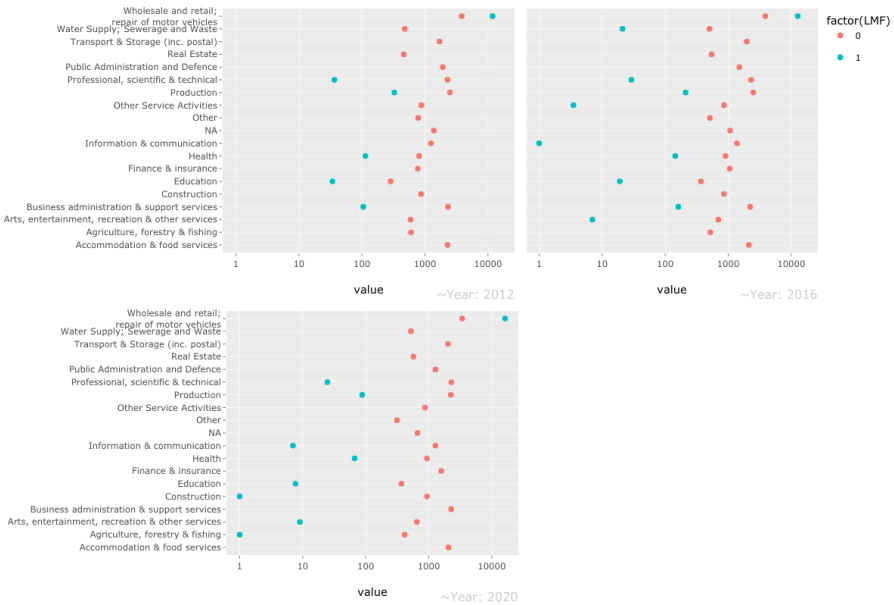 Wholesale and retail;
repair of motor vehicles
Water Supply; Sewerage and Waste
Transport & Storage (inc. postal)
Real Estate
Public Administration and Defence
Professional, scientific & technical
Production
Other Service Activities
Other
NA
Information & communication
Health
Finance & insurance
Education
Construction
Business administration & support services
Arts, entertainment, recreation & other services
Agriculture, forestry & fishing
Accommodation & food services
1 10 100 1000 10000
value
~Year: 2012
1 10 100 1000 10000
value
~Year: 2016
factor(LMF)
0
1
Wholesale and retail;
repair of motor vehicles
Water Supply; Sewerage and Waste
Transport & Storage (inc. postal)
Real Estate
Public Administration and Defence
Professional, scientific & technical
Production
Other Service Activities
Other
NA
Information & communication
Health
Finance & insurance
Education
Construction
Business administration & support services
Arts, entertainment, recreation & other services
Agriculture, forestry & fishing
Accommodation & food services
1 10 100 1000 10000
value
~Year: 2020